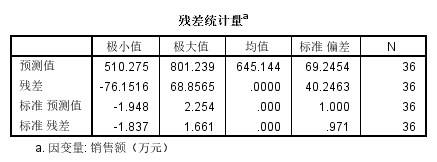 残差统计量a
极小值 极大值 均值 标准 偏差 N
预测值 510.275 801.239 645.144 69.2454 36
残差 -76.1516 68.8565 .0000 40.2463 36
标准 预测值 -1.948 2.254 .000 1.000 36
标准 残差 -1.837 1.661 .000 .971 36
a. 因变量: 销售额（万元）